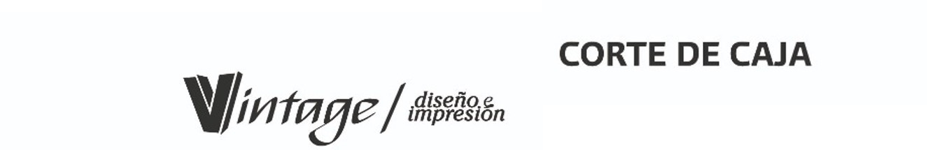 CORTE DE CAJA
Vintage / diseño e
impresión